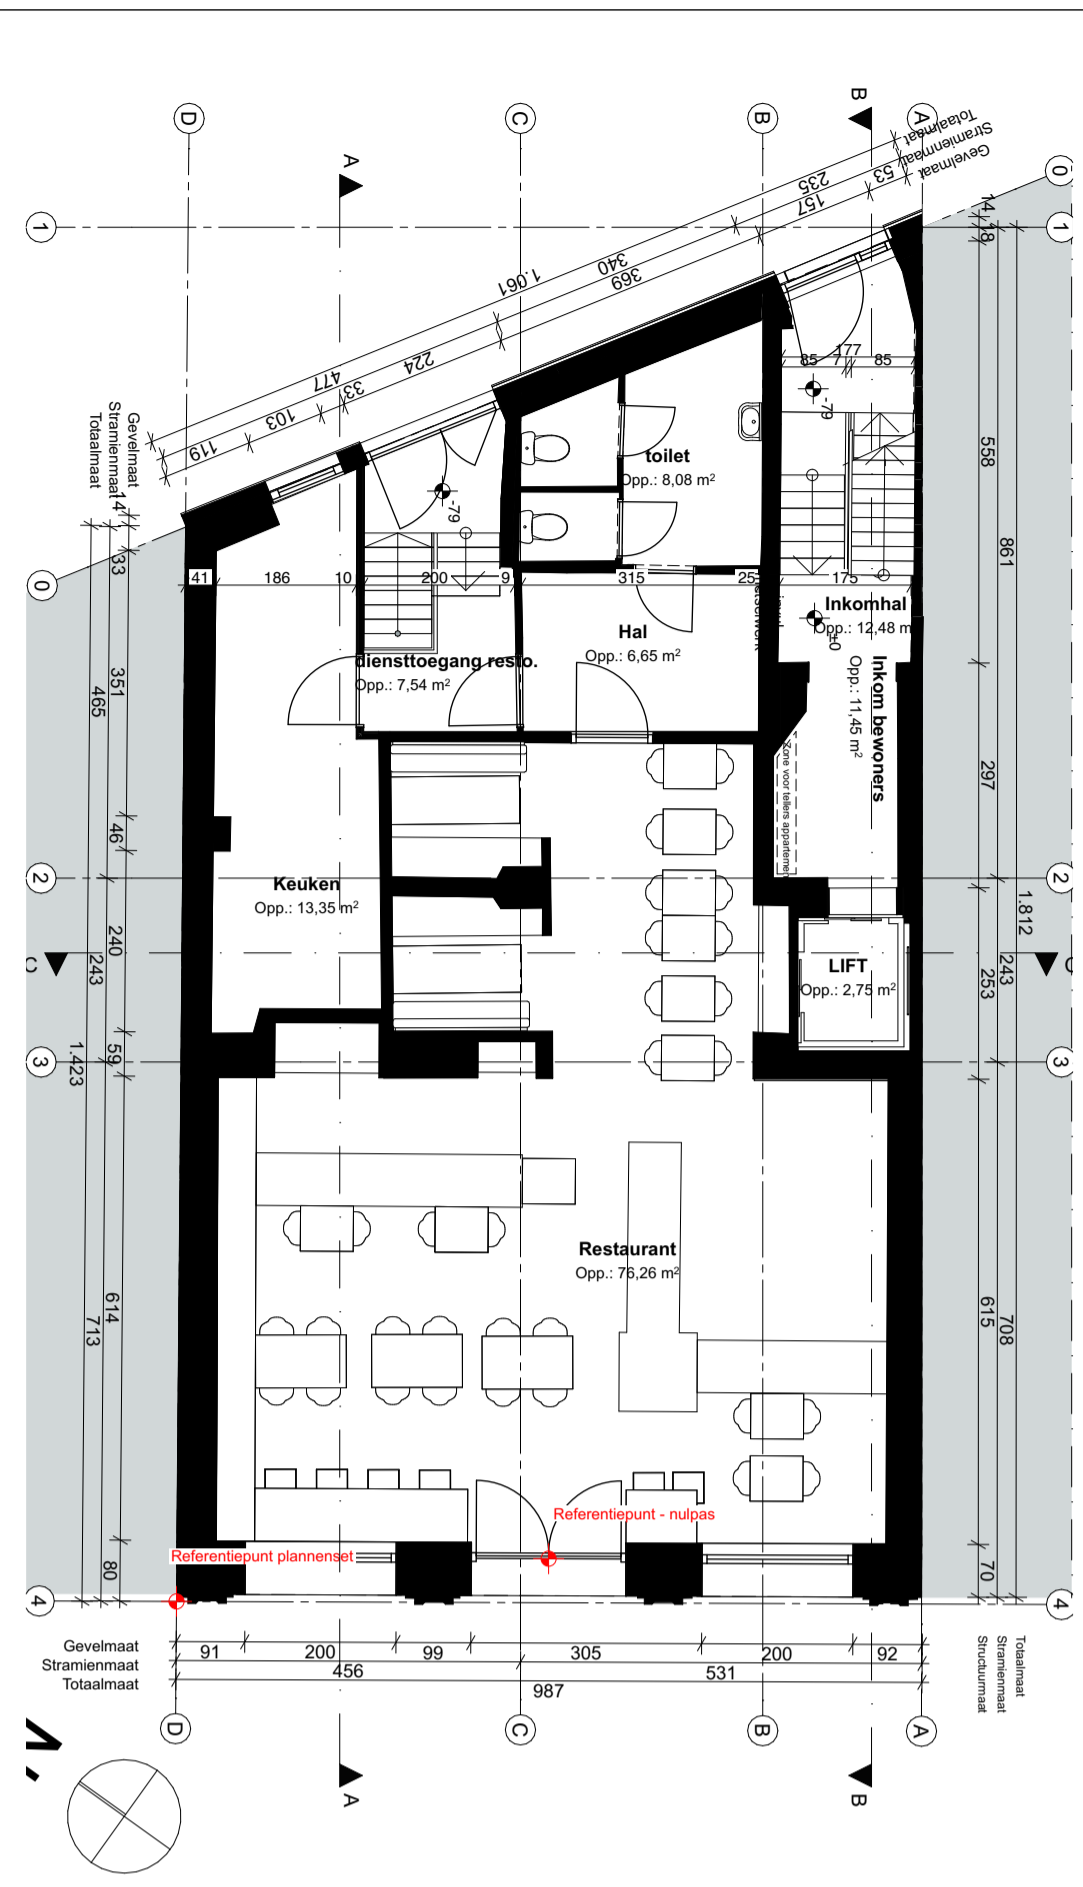 B
D
C
B
A
Totaalmaat
Stramienmaat
Gevelmaat
A
0
53
235
157
14
1
18
1
340
1.061
369
224
477
33
103
119
177
85
7
85
-79
Gevelmaat
Stramienmaat
Totaalmaat
14
toilet
Opp.: 8,08 m²
558
-79
861
33
0
41
186
10
200
9
315
25
175
Inkomhal
Opp.: 12,48 m
±0
Hal
Opp.: 6,65 m²
diensttoegang resto.
Opp.: 7,54 m²
Inkom bewoners
Opp.: 11,45 m²
351
465
297
Zone voor tellers appartemen
46
2
Keuken
Opp.: 13,35 m²
2
1.812
240
243
LIFT
Opp.: 2,75 m²
243
253
C
3
59
1.423
3
Restaurant
Opp.: 76,26 m²
614
713
615
708
Referentiepunt - nulpas
Referentiepunt plannenset
80
70
4
4
Gevelmaat
91
200
99
305
200
92
Stramienmaat
456
531
Totaalmaat
987
Totaalmaat
Stramienmaat
Structuurmaat
D
C
B
A
A
B